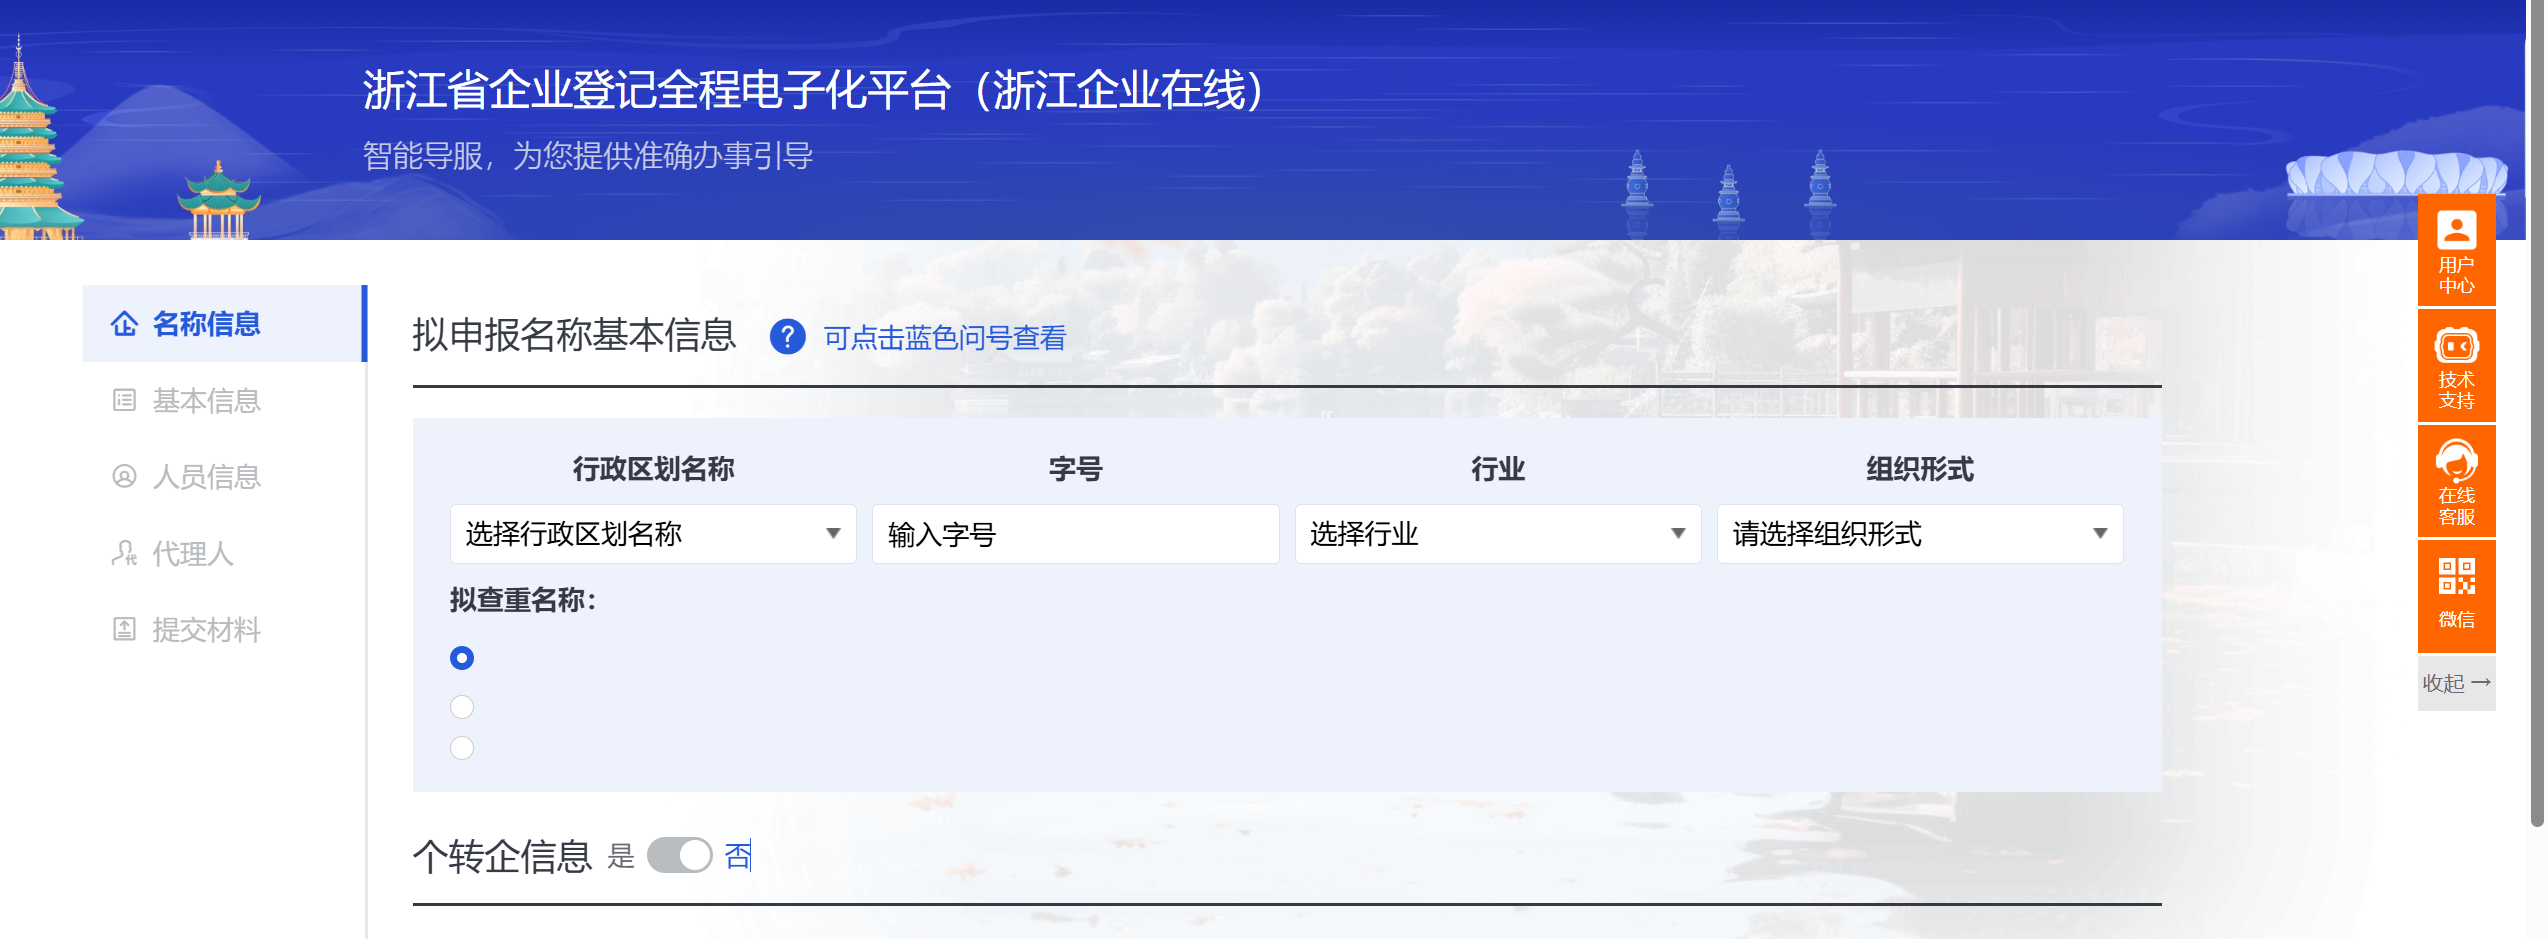 浙江省企业登记全程电子化平台（浙江企业在线）
智能导服，为您提供准确办事引导
名称信息
基本信息
人员信息
代理人
提交材料
拟申报名称基本信息 ? 可点击蓝色问号查看
行政区划名称 字号 行业 组织形式
选择行政区划名称 输入字号 选择行业 请选择组织形式
拟查重名称：
个转企信息 是 否
用户
中心
技术
支持
在线
客服
微信
收起→